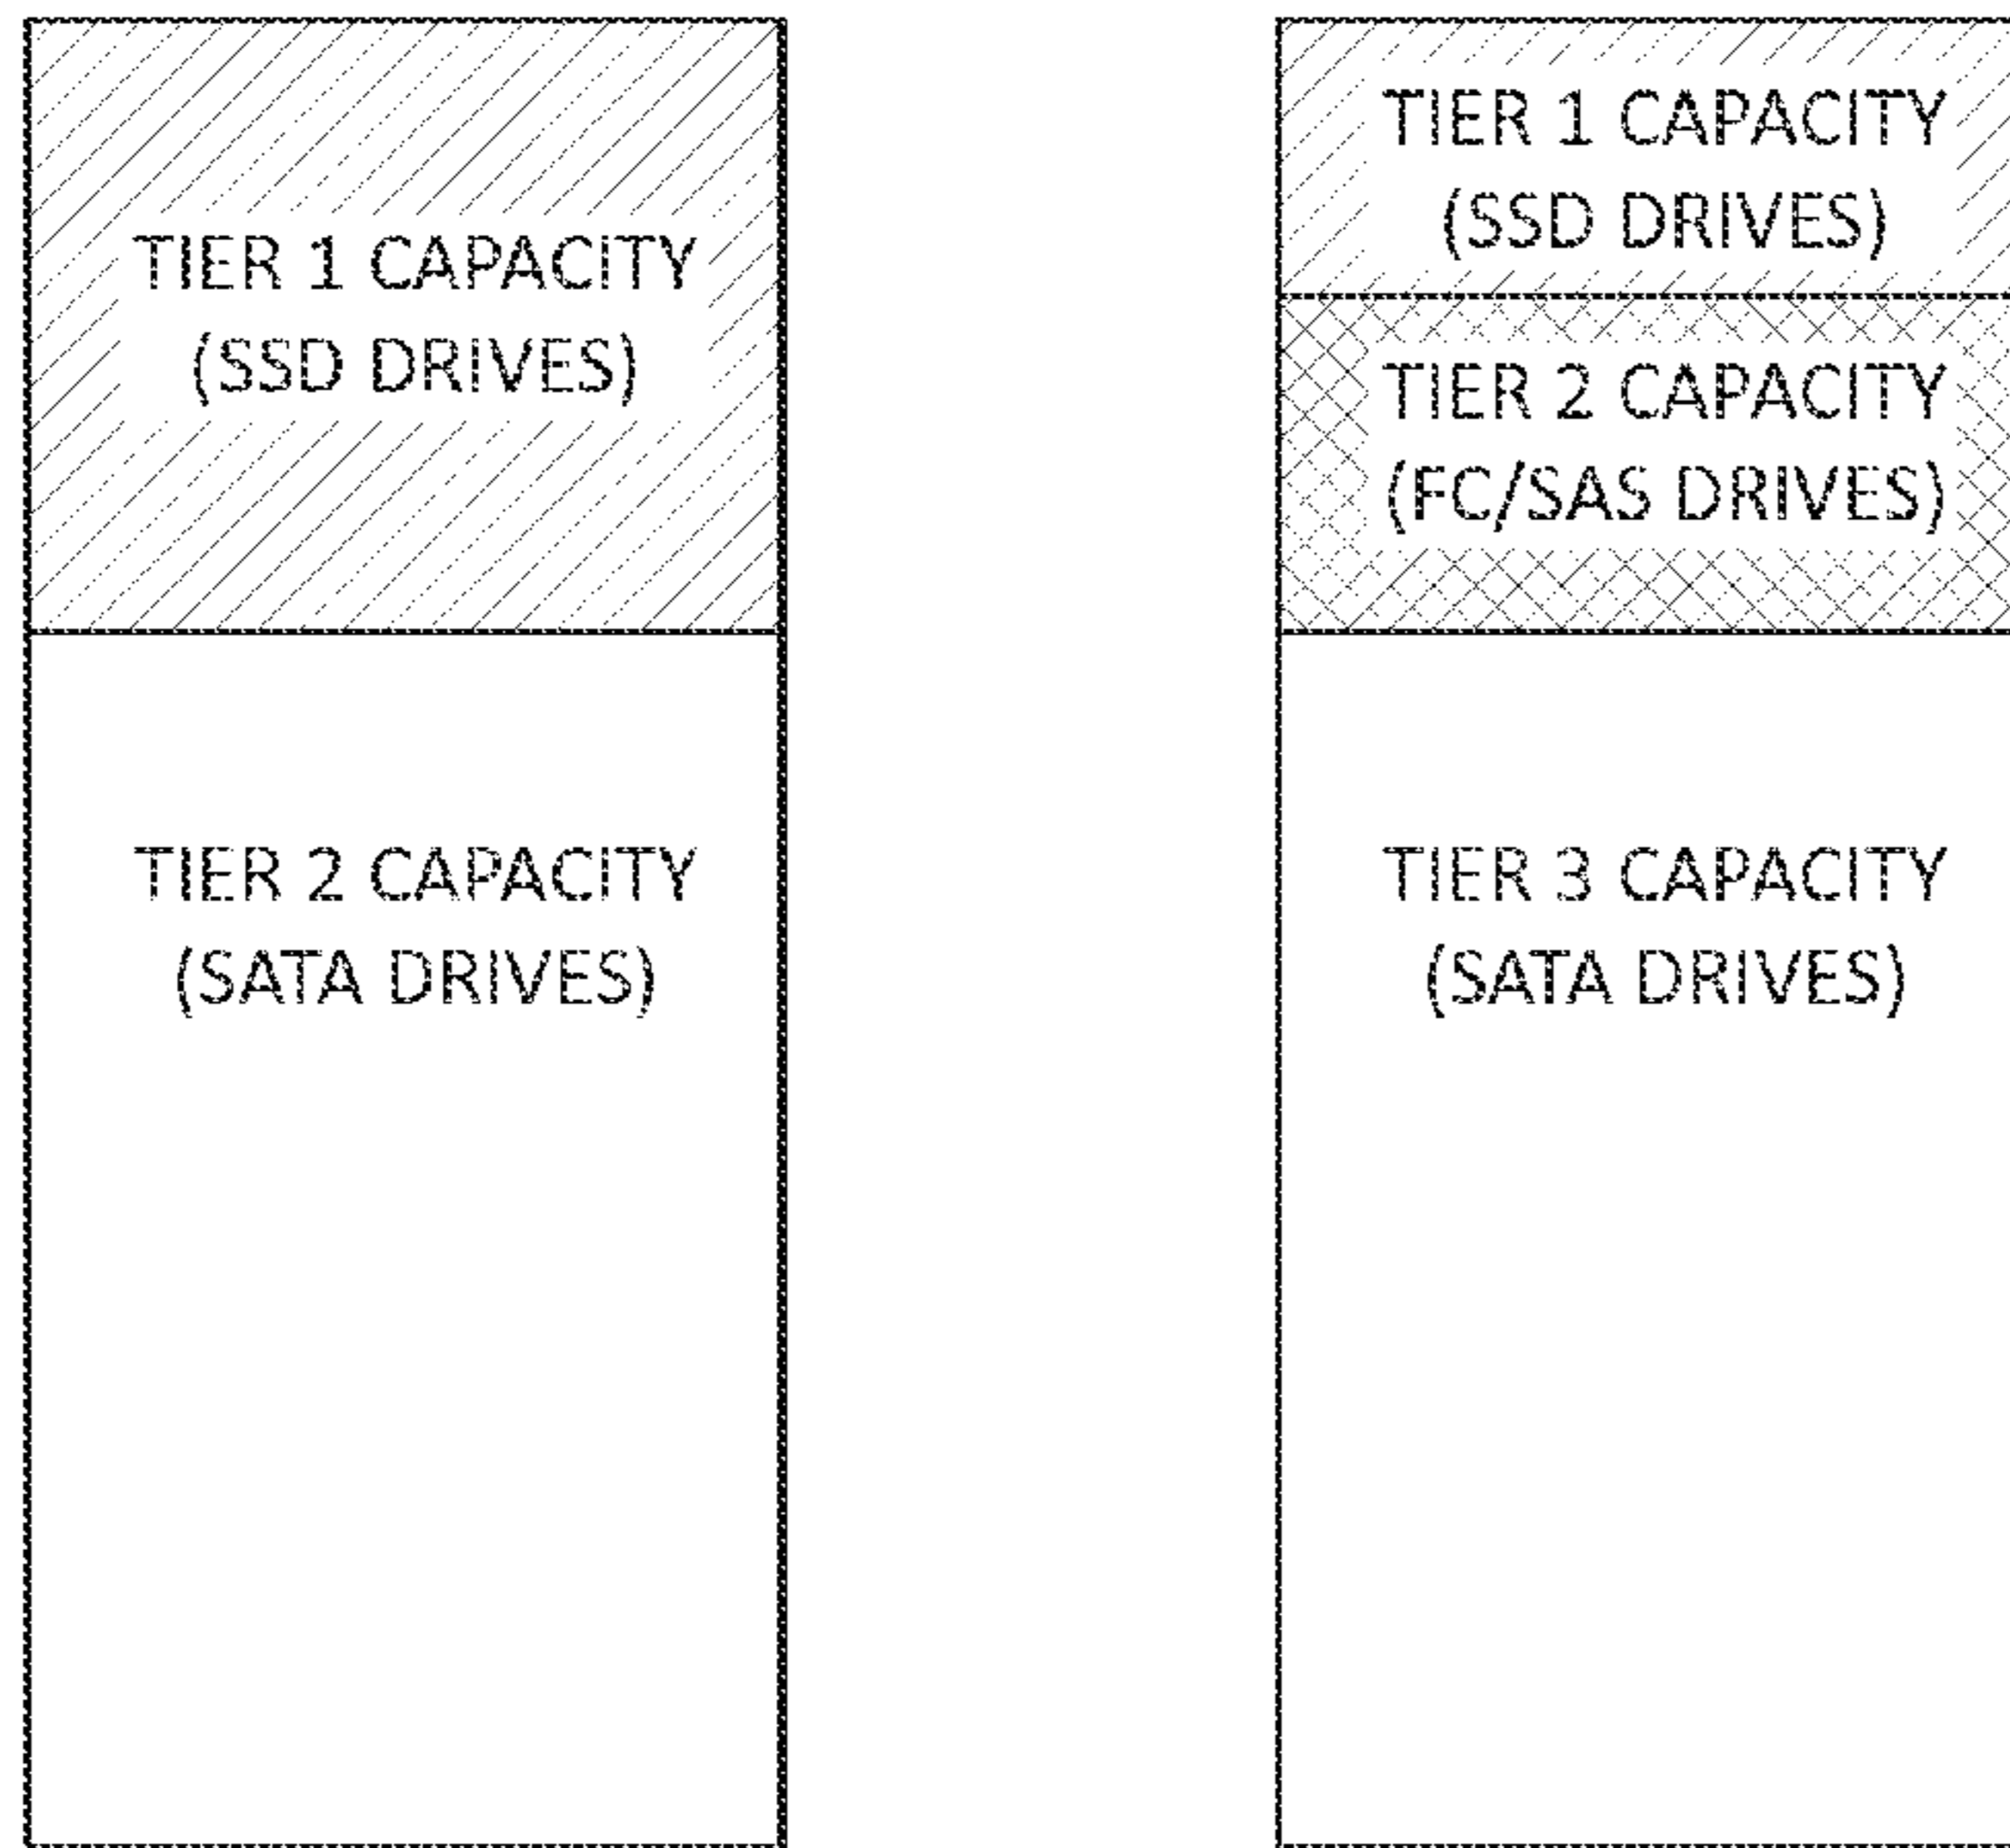 TIER 1 CAPACITY
(SSD DRIVES)
TIER 2 CAPACITY
(SATA DRIVES)
TIER 1 CAPACITY
(SSD DRIVES)
TIER 2 CAPACITY
(FC/SAS DRIVES)
TIER 3 CAPACITY
(SATA DRIVES)